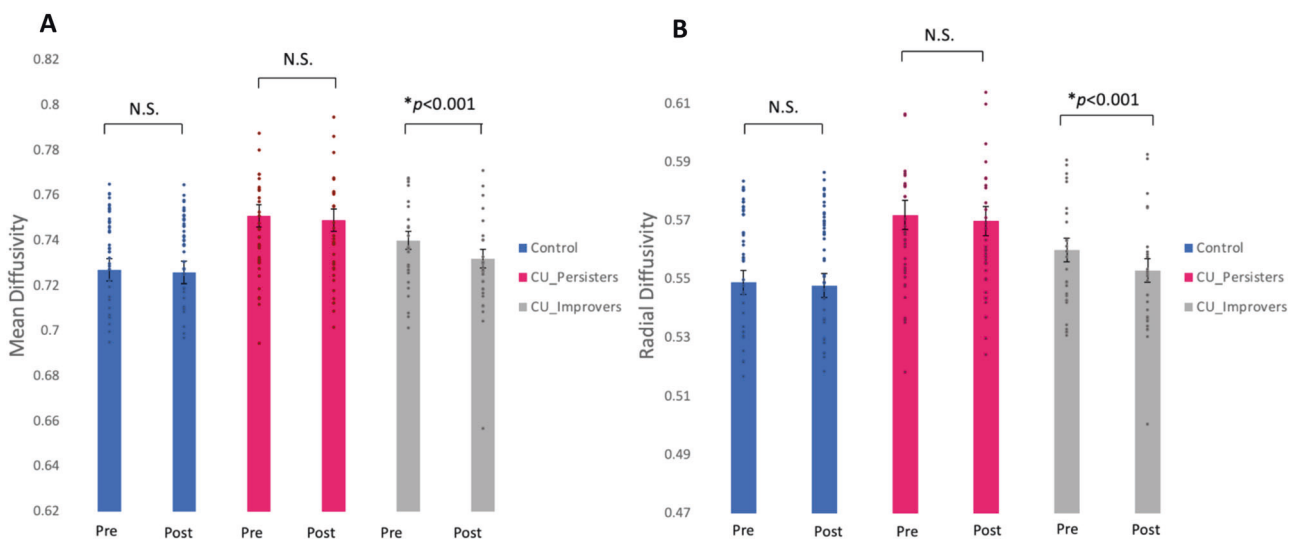 A
Mean Diffusivity
0.82
0.8
0.78
0.76
0.74
0.72
0.7
0.68
0.66
0.64
0.62
N.S.
N.S.
*p<0.001
Pre
Post
Pre
Post
Pre
Post
Control
CU_Persisters
CU_Improvers
B
Radial Diffusivity
0.61
0.59
0.57
0.55
0.53
0.51
0.49
0.47
N.S.
N.S.
*p<0.001
Pre
Post
Pre
Post
Pre
Post
Control
CU_Persisters
CU_Improvers